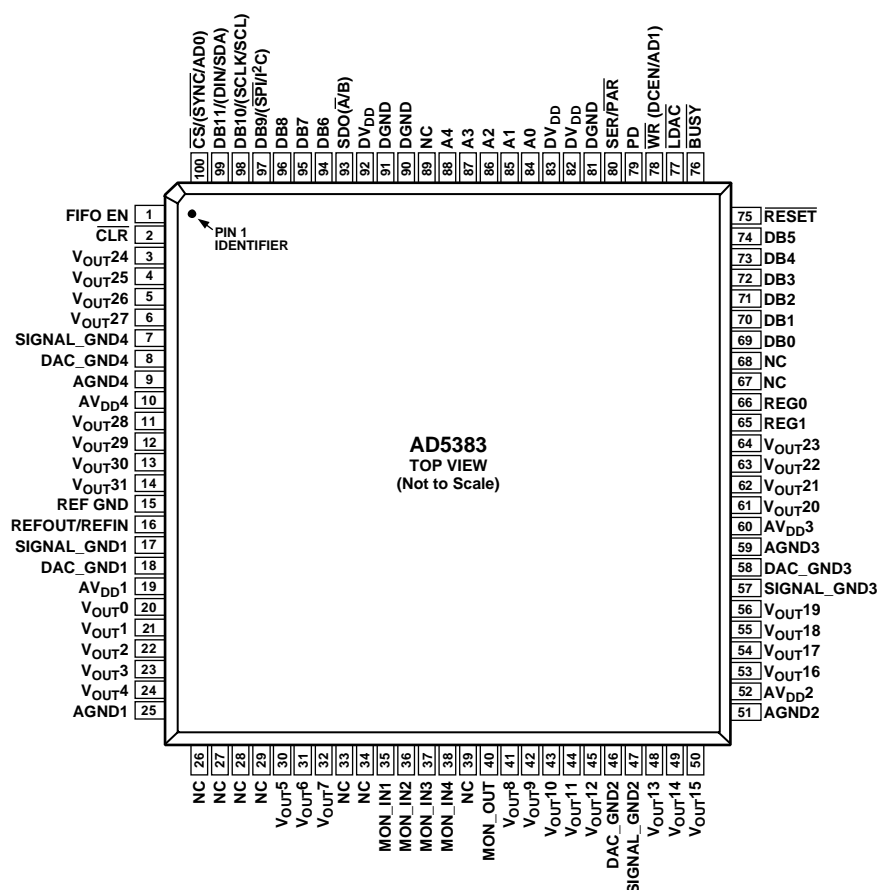 CS/(SYNC/AD0)
DB11/(DIN/SDA)
DB10/(SCLK/SCL)
DB9/(SPI/I²C)
DB8
DB7
DB6
SDO(A/B)
DVDD
DGND
DGND
NC
A4
A3
A2
A1
A0
DVDD
DVDD
DGND
SER/PAR
PD
WR (DCEN/AD1)
LDAC
BUSY
100
99
98
97
96
95
94
93
92
91
90
89
88
87
86
85
84
83
82
81
80
79
78
77
76
FIFO EN 1
CLR 2
VOUT24 3
VOUT25 4
VOUT26 5
VOUT27 6
SIGNAL_GND4 7
DAC_GND4 8
AGND4 9
AVDD4 10
VOUT28 11
VOUT29 12
VOUT30 13
VOUT31 14
REF GND 15
REFOUT/REFIN 16
SIGNAL_GND1 17
DAC_GND1 18
AVDD1 19
VOUT0 20
VOUT1 21
VOUT2 22
VOUT3 23
VOUT4 24
AGND1 25
PIN 1
IDENTIFIER
AD5383
TOP VIEW
(Not to Scale)
75 RESET
74 DB5
73 DB4
72 DB3
71 DB2
70 DB1
69 DB0
68 NC
67 NC
66 REG0
65 REG1
64 VOUT23
63 VOUT22
62 VOUT21
61 VOUT20
60 AVDD3
59 AGND3
58 DAC_GND3
57 SIGNAL_GND3
56 VOUT19
55 VOUT18
54 VOUT17
53 VOUT16
52 AVDD2
51 AGND2
26
27
28
29
30
31
32
33
34
35
36
37
38
39
40
41
42
43
44
45
46
47
48
49
50
NC
NC
NC
NC
VOUT5
VOUT6
VOUT7
NC
NC
MON_IN1
MON_IN2
MON_IN3
MON_IN4
NC
MON_OUT
VOUT8
VOUT9
VOUT10
VOUT11
VOUT12
DAC_GND2
SIGNAL_GND2
VOUT13
VOUT14
VOUT15